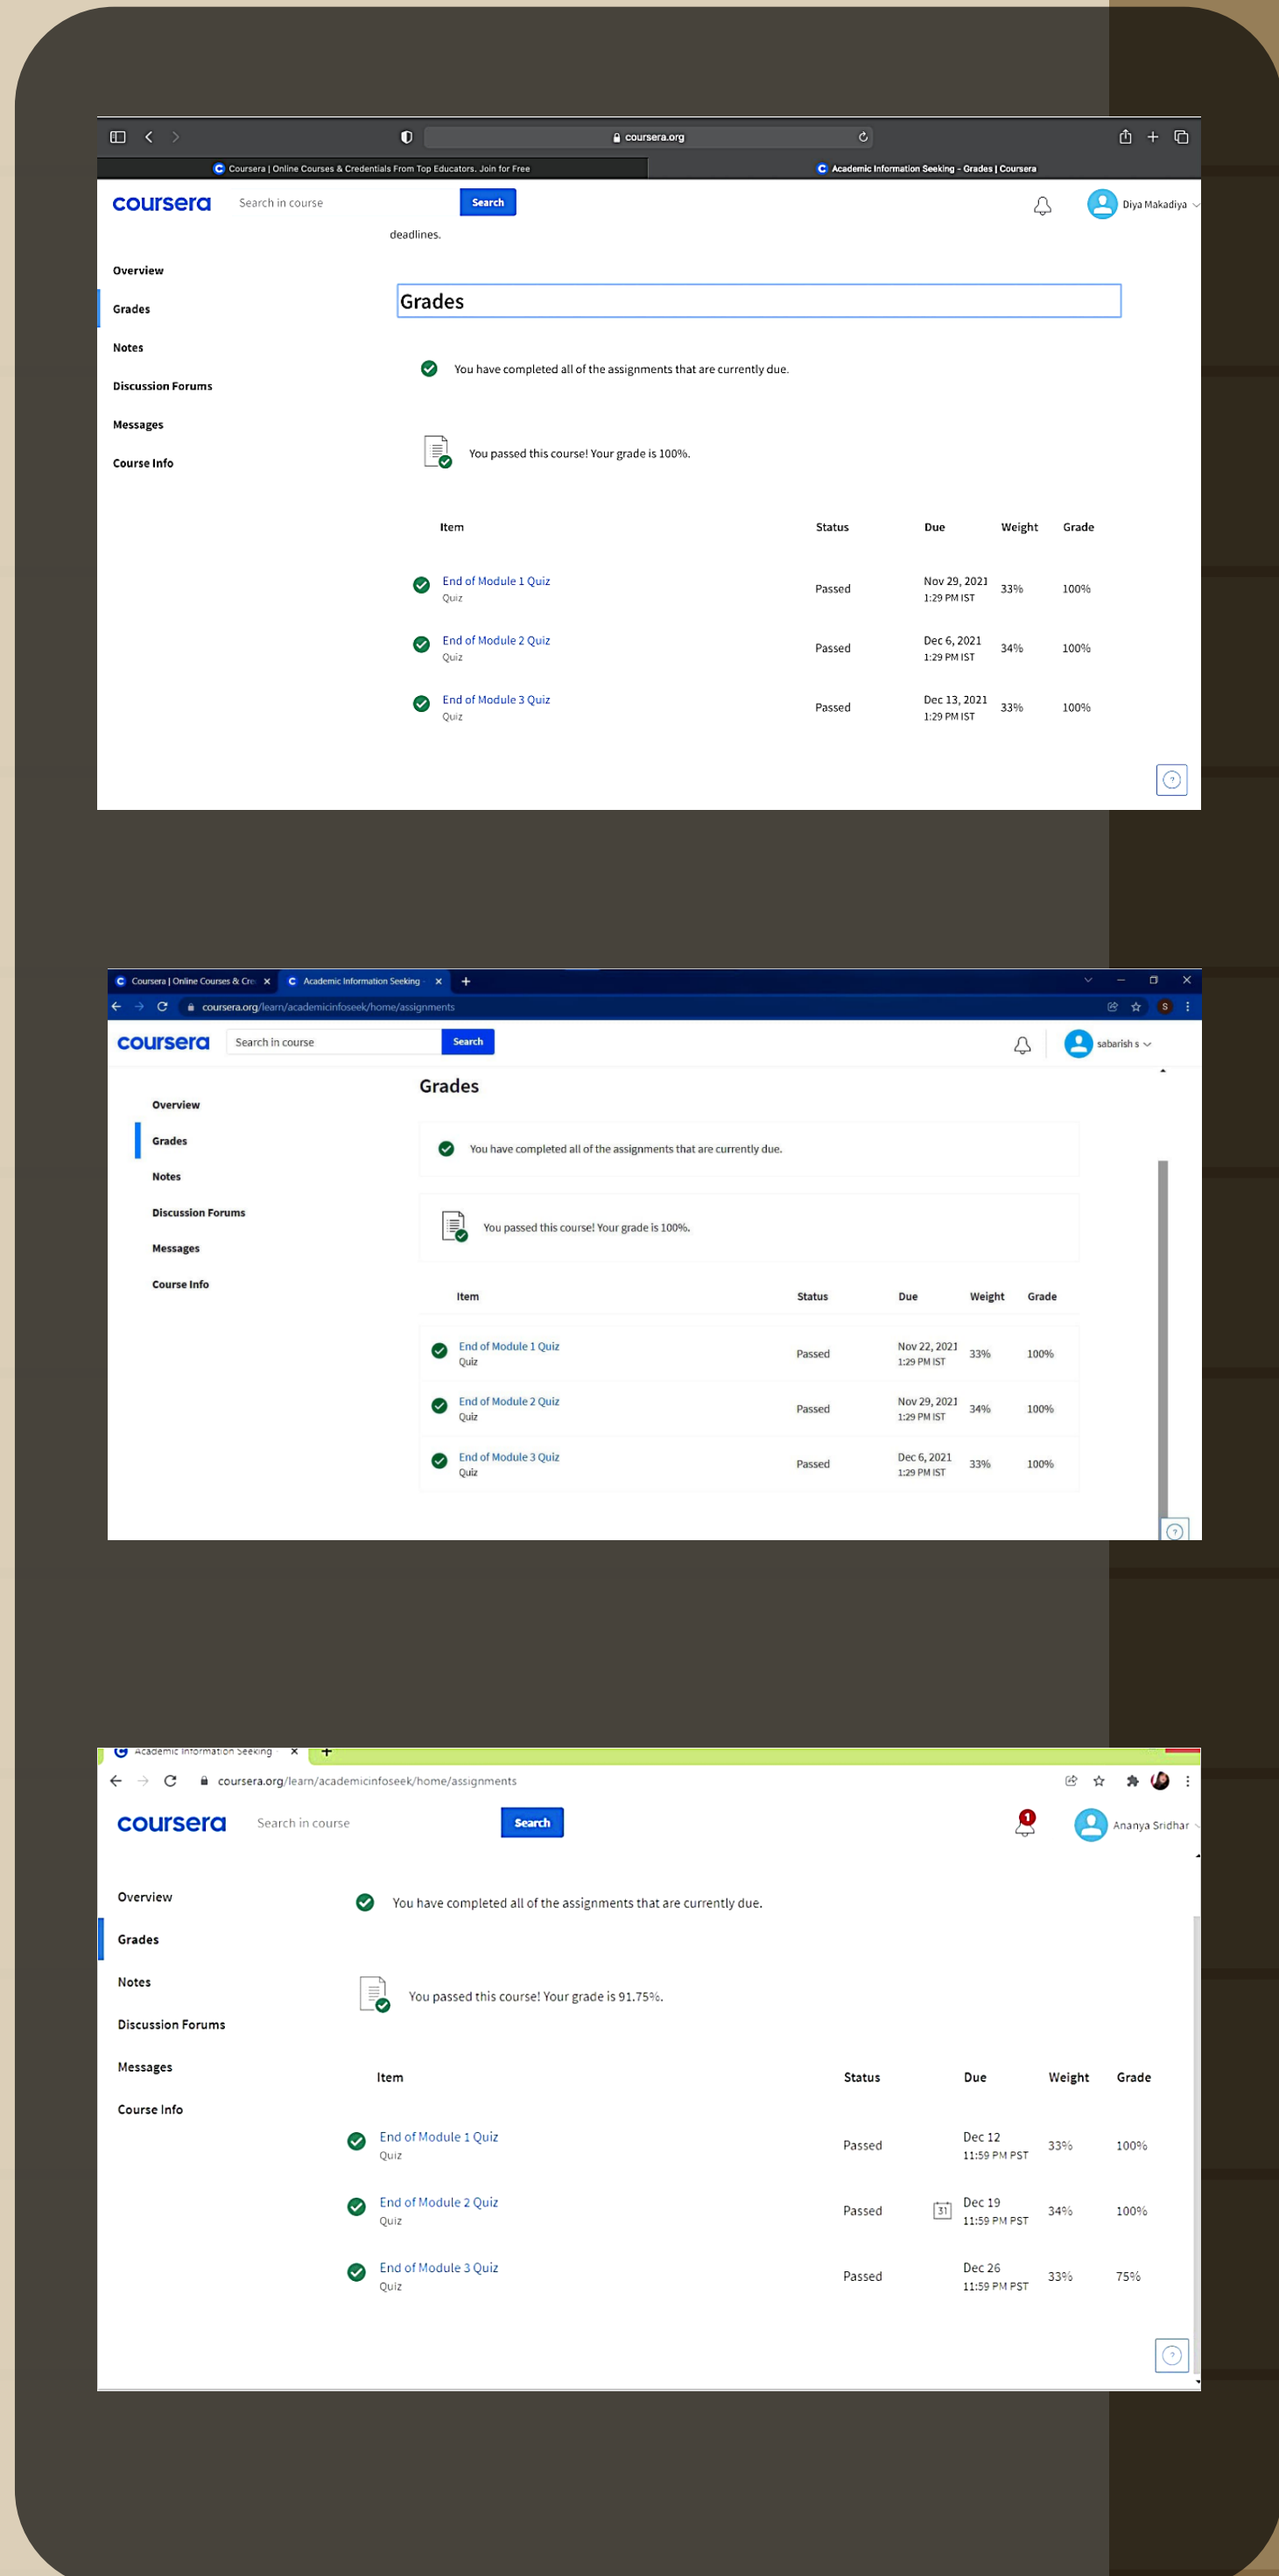 coursera.org
Coursera | Online Courses & Credentials From Top Educators. Join for Free
Academic Information Seeking - Grades | Coursera
coursera
Search in course
Search
Diya Makadiya
deadlines.
Overview
Grades
Notes
Discussion Forums
Messages
Course Info
Grades
You have completed all of the assignments that are currently due.
You passed this course! Your grade is 100%.
Item Status Due Weight Grade
End of Module 1 Quiz
Quiz
Passed
Nov 29, 2021
1:29 PM IST
33%
100%
End of Module 2 Quiz
Quiz
Passed
Dec 6, 2021
1:29 PM IST
34%
100%
End of Module 3 Quiz
Quiz
Passed
Dec 13, 2021
1:29 PM IST
33%
100%
?
Coursera | Online Courses & Cre
Academic Information Seeking -
coursera.org/learn/academicinfoseek/home/assignments
S
coursera
Search in course
Search
sabarish s
Overview
Grades
Notes
Discussion Forums
Messages
Course Info
Grades
You have completed all of the assignments that are currently due.
You passed this course! Your grade is 100%.
Item Status Due Weight Grade
End of Module 1 Quiz
Quiz
Passed
Nov 22, 2021
1:29 PM IST
33%
100%
End of Module 2 Quiz
Quiz
Passed
Nov 29, 2021
1:29 PM IST
34%
100%
End of Module 3 Quiz
Quiz
Passed
Dec 6, 2021
1:29 PM IST
33%
100%
?
Academic Information Seeking -
coursera.org/learn/academicinfoseek/home/assignments
coursera
Search in course
Search
1
Ananya Sridhar
Overview
Grades
Notes
Discussion Forums
Messages
Course Info
You have completed all of the assignments that are currently due.
You passed this course! Your grade is 91.75%.
Item Status Due Weight Grade
End of Module 1 Quiz
Quiz
Passed
Dec 12
11:59 PM PST
33%
100%
End of Module 2 Quiz
Quiz
Passed
31
Dec 19
11:59 PM PST
34%
100%
End of Module 3 Quiz
Quiz
Passed
Dec 26
11:59 PM PST
33%
75%
?